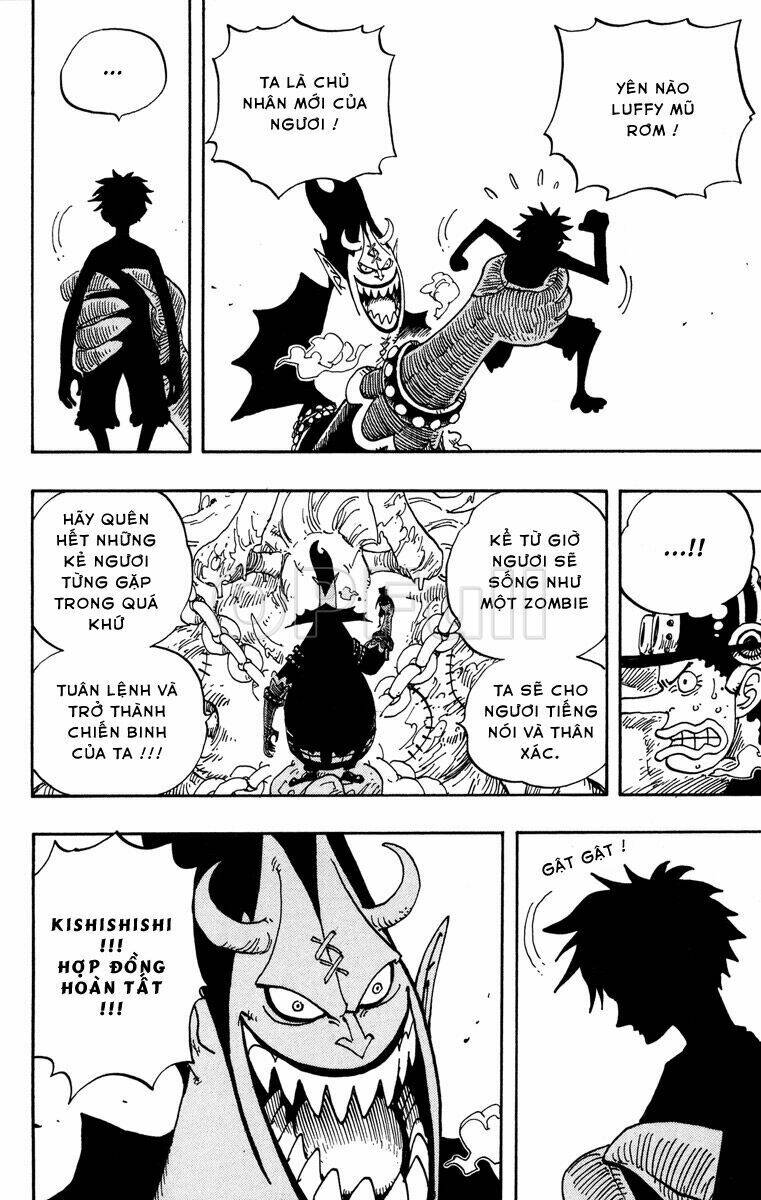 YÊN NÀO
LUFFY MŨ
RƠM !
TA LÀ CHỦ
NHÂN MỚI CỦA
NGƯƠI !
...
...!!
KỂ TỪ GIỜ
NGƯƠI SẼ
SỐNG NHƯ
MỘT ZOMBIE
TA SẼ CHO
NGƯƠI TIẾNG
NÓI VÀ THÂN
XÁC.
HÃY QUÊN
HẾT NHỮNG
KẺ NGƯƠI
TỪNG GẶP
TRONG QUÁ
KHỨ
TUÂN LỆNH VÀ
TRỞ THÀNH
CHIẾN BINH
CỦA TA !!!
GẬT GẬT !
KISHISHISHI
!!!
HỢP ĐỒNG
HOÀN TẤT
!!!